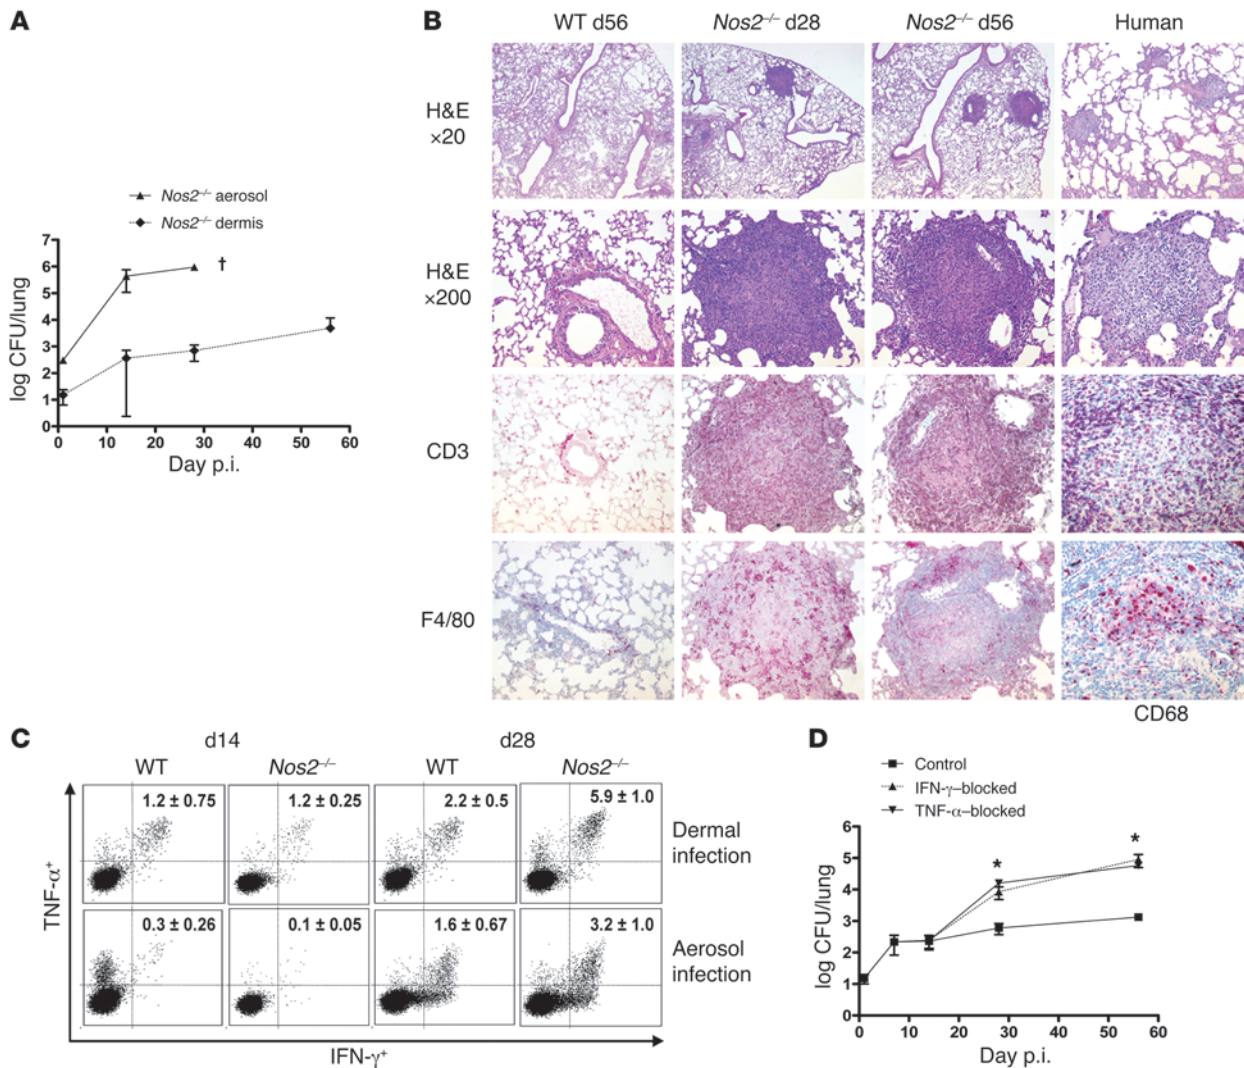 A
Nos2–/– aerosol
Nos2–/– dermis
7
6
5
4
3
2
1
0
log CFU/lung
†
0 10 20 30 40 50 60
Day p.i.
B
WT d56 Nos2–/– d28 Nos2–/– d56 Human
H&E
×20
H&E
×200
CD3
F4/80
CD68
C
d14 d28
WT Nos2–/– WT Nos2–/–
1.2 ± 0.75 1.2 ± 0.25 2.2 ± 0.5 5.9 ± 1.0
Dermal
infection
0.3 ± 0.26 0.1 ± 0.05 1.6 ± 0.67 3.2 ± 1.0
Aerosol
infection
TNF-α+
IFN-γ+
D
Control
IFN-γ–blocked
TNF-α–blocked
6
5
4
3
2
1
0
log CFU/lung
* *
0 10 20 30 40 50 60
Day p.i.